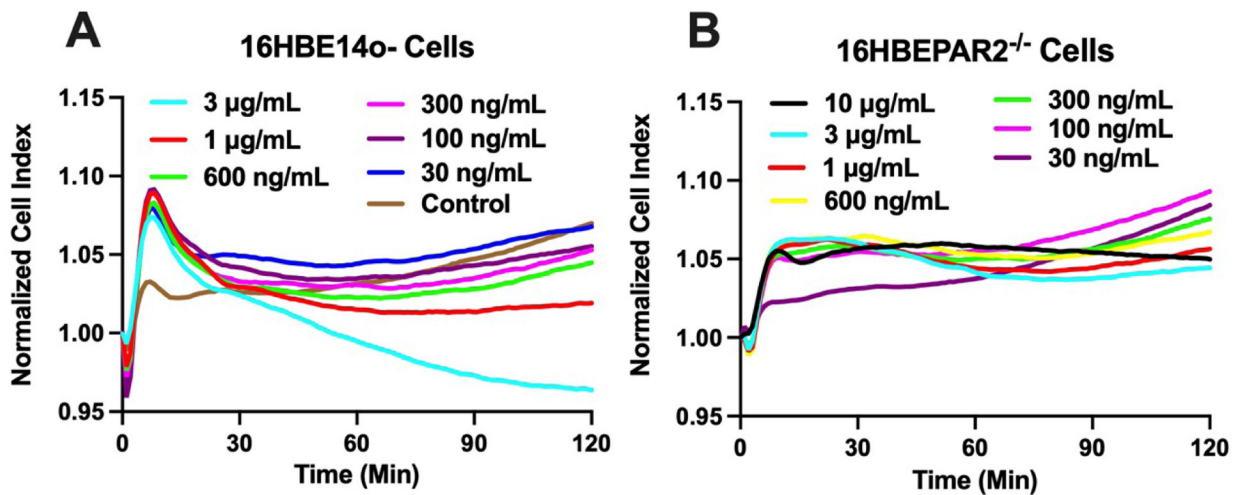 A
16HBE14o- Cells
Normalized Cell Index
1.15
1.10
1.05
1.00
0.95
3 µg/mL
1 µg/mL
600 ng/mL
300 ng/mL
100 ng/mL
30 ng/mL
Control
0
30
60
90
120
Time (Min)
B
16HBEPAR2-/- Cells
Normalized Cell Index
1.15
1.10
1.05
1.00
0.95
10 µg/mL
3 µg/mL
1 µg/mL
600 ng/mL
300 ng/mL
100 ng/mL
30 ng/mL
0
30
60
90
120
Time (Min)